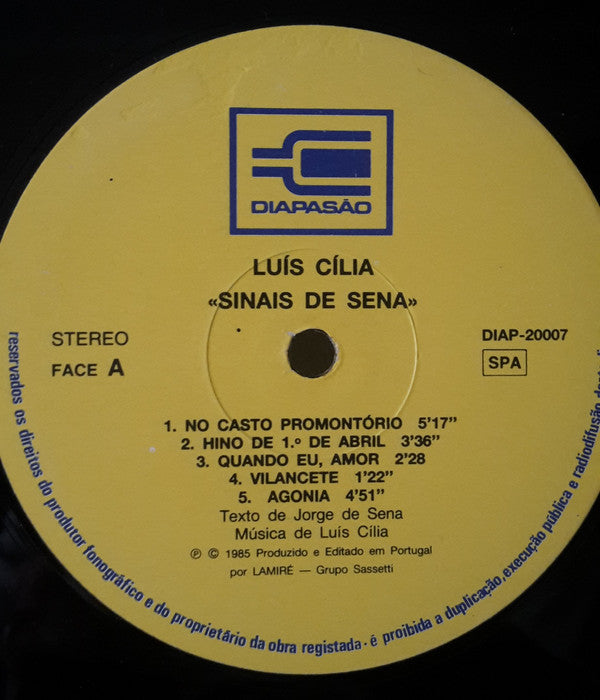 DIAPASÃO
LUÍS CÍLIA
«SINAIS DE SENA»
STEREO
FACE A
DIAP-20007
SPA
1. NO CASTO PROMONTÓRIO 5'17"
2. HINO DE 1.º DE ABRIL 3'36"
3. QUANDO EU, AMOR 2'28
4. VILANCETE 1'22"
5. AGONIA 4'51"
Texto de Jorge de Sena
Música de Luís Cília
℗ © 1985 Produzido e Editado em Portugal
por LAMIRÉ — Grupo Sassetti
reservados os direitos do produtor fonográfico e do proprietário da obra registada · é proibida a duplicação, execução pública e radiodifusão